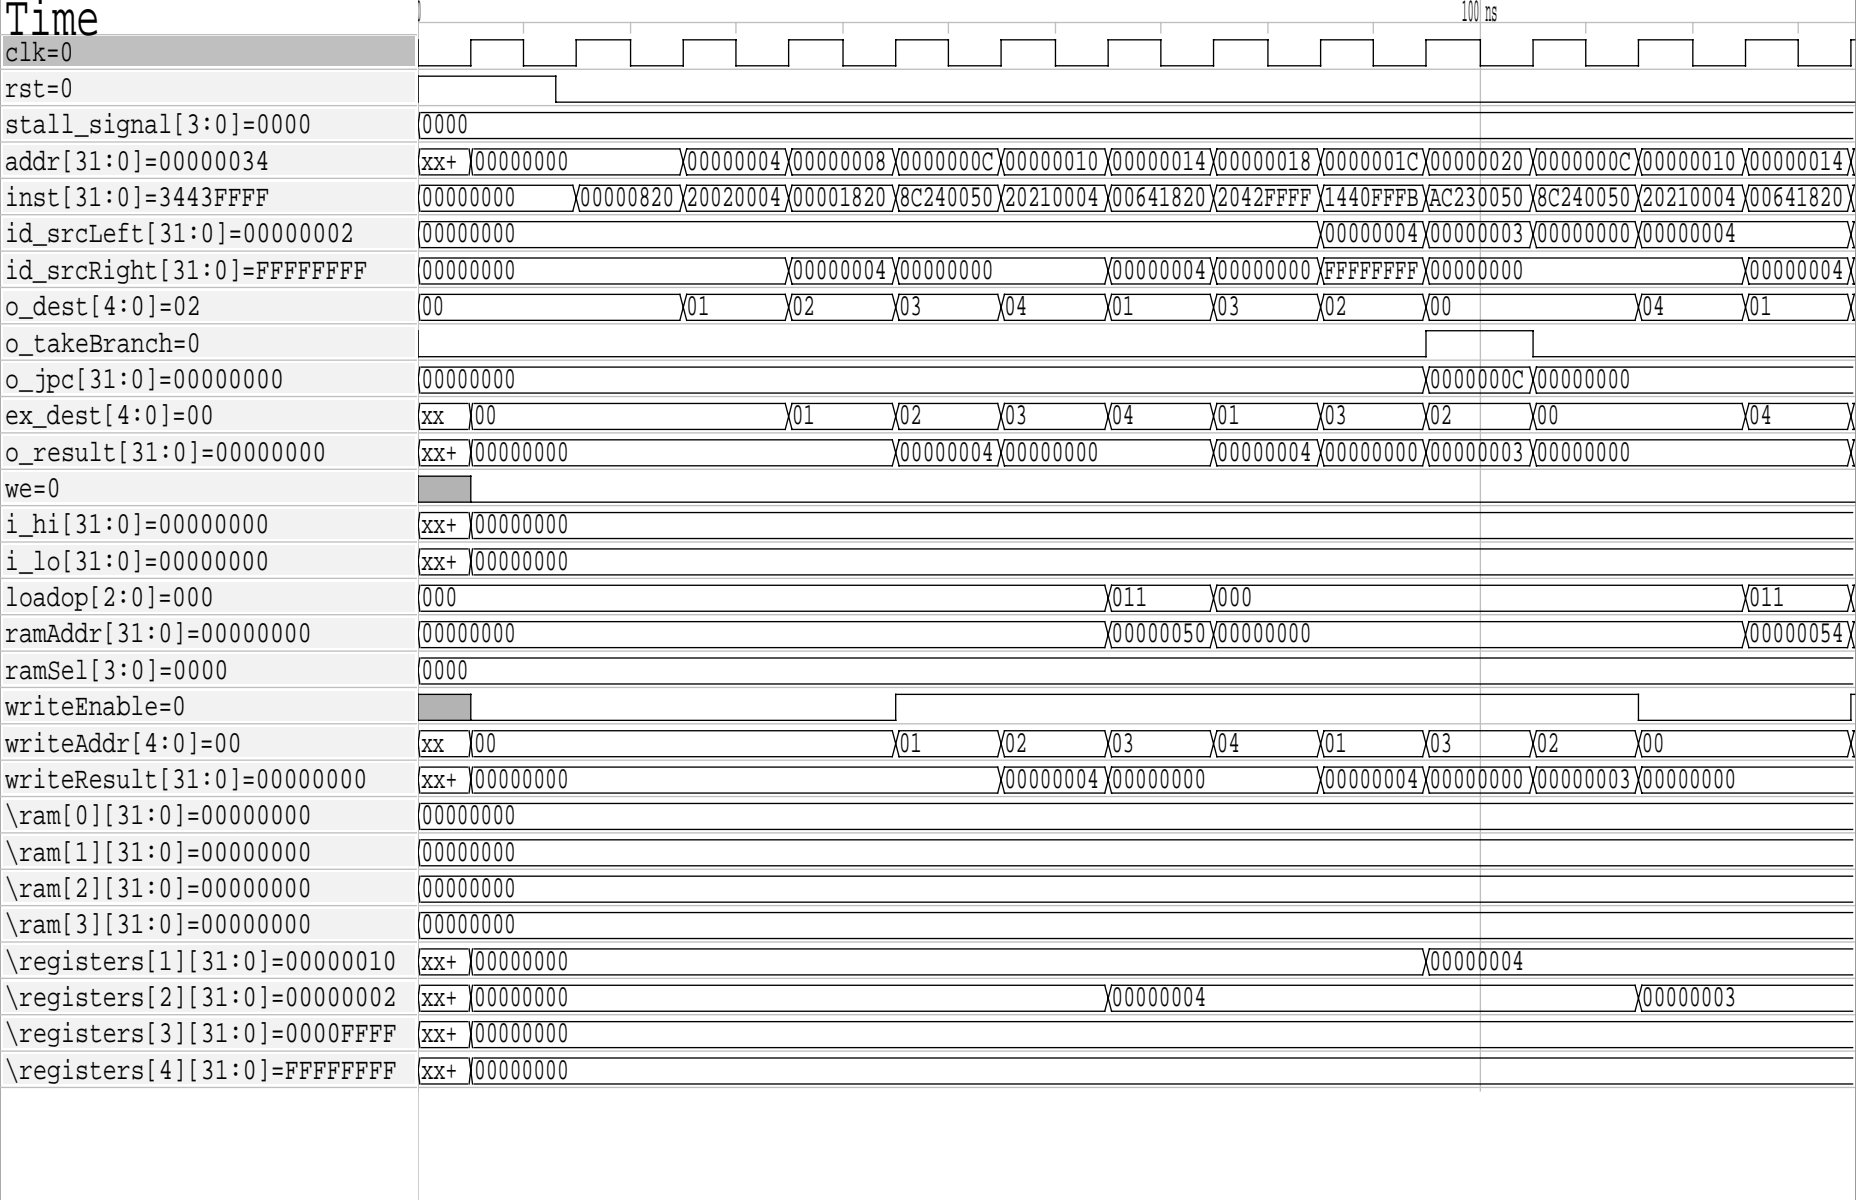 Time
0 100 ns
clk=0
rst=0
stall_signal[3:0]=0000 0000
addr[31:0]=00000034 xx+ 00000000 00000004 00000008 0000000C 00000010 00000014 00000018 0000001C 00000020 0000000C 00000010 00000014
inst[31:0]=3443FFFF 00000000 00000820 20020004 00001820 8C240050 20210004 00641820 2042FFFF 1440FFFB AC230050 8C240050 20210004 00641820
id_srcLeft[31:0]=00000002 00000000 00000004 00000003 00000000 00000004
id_srcRight[31:0]=FFFFFFFF 00000000 00000004 00000000 00000004 00000000 FFFFFFFF 00000000 00000004
o_dest[4:0]=02 00 01 02 03 04 01 03 02 00 04 01
o_takeBranch=0
o_jpc[31:0]=00000000 00000000 0000000C 00000000
ex_dest[4:0]=00 xx 00 01 02 03 04 01 03 02 00 04
o_result[31:0]=00000000 xx+ 00000000 00000004 00000000 00000004 00000000 00000003 00000000
we=0
i_hi[31:0]=00000000 xx+ 00000000
i_lo[31:0]=00000000 xx+ 00000000
loadop[2:0]=000 000 011 000 011
ramAddr[31:0]=00000000 00000000 00000050 00000000 00000054
ramSel[3:0]=0000 0000
writeEnable=0
writeAddr[4:0]=00 xx 00 01 02 03 04 01 03 02 00
writeResult[31:0]=00000000 xx+ 00000000 00000004 00000000 00000004 00000000 00000003 00000000
\ram[0][31:0]=00000000 00000000
\ram[1][31:0]=00000000 00000000
\ram[2][31:0]=00000000 00000000
\ram[3][31:0]=00000000 00000000
\registers[1][31:0]=00000010 xx+ 00000000 00000004
\registers[2][31:0]=00000002 xx+ 00000000 00000004 00000003
\registers[3][31:0]=0000FFFF xx+ 00000000
\registers[4][31:0]=FFFFFFFF xx+ 00000000